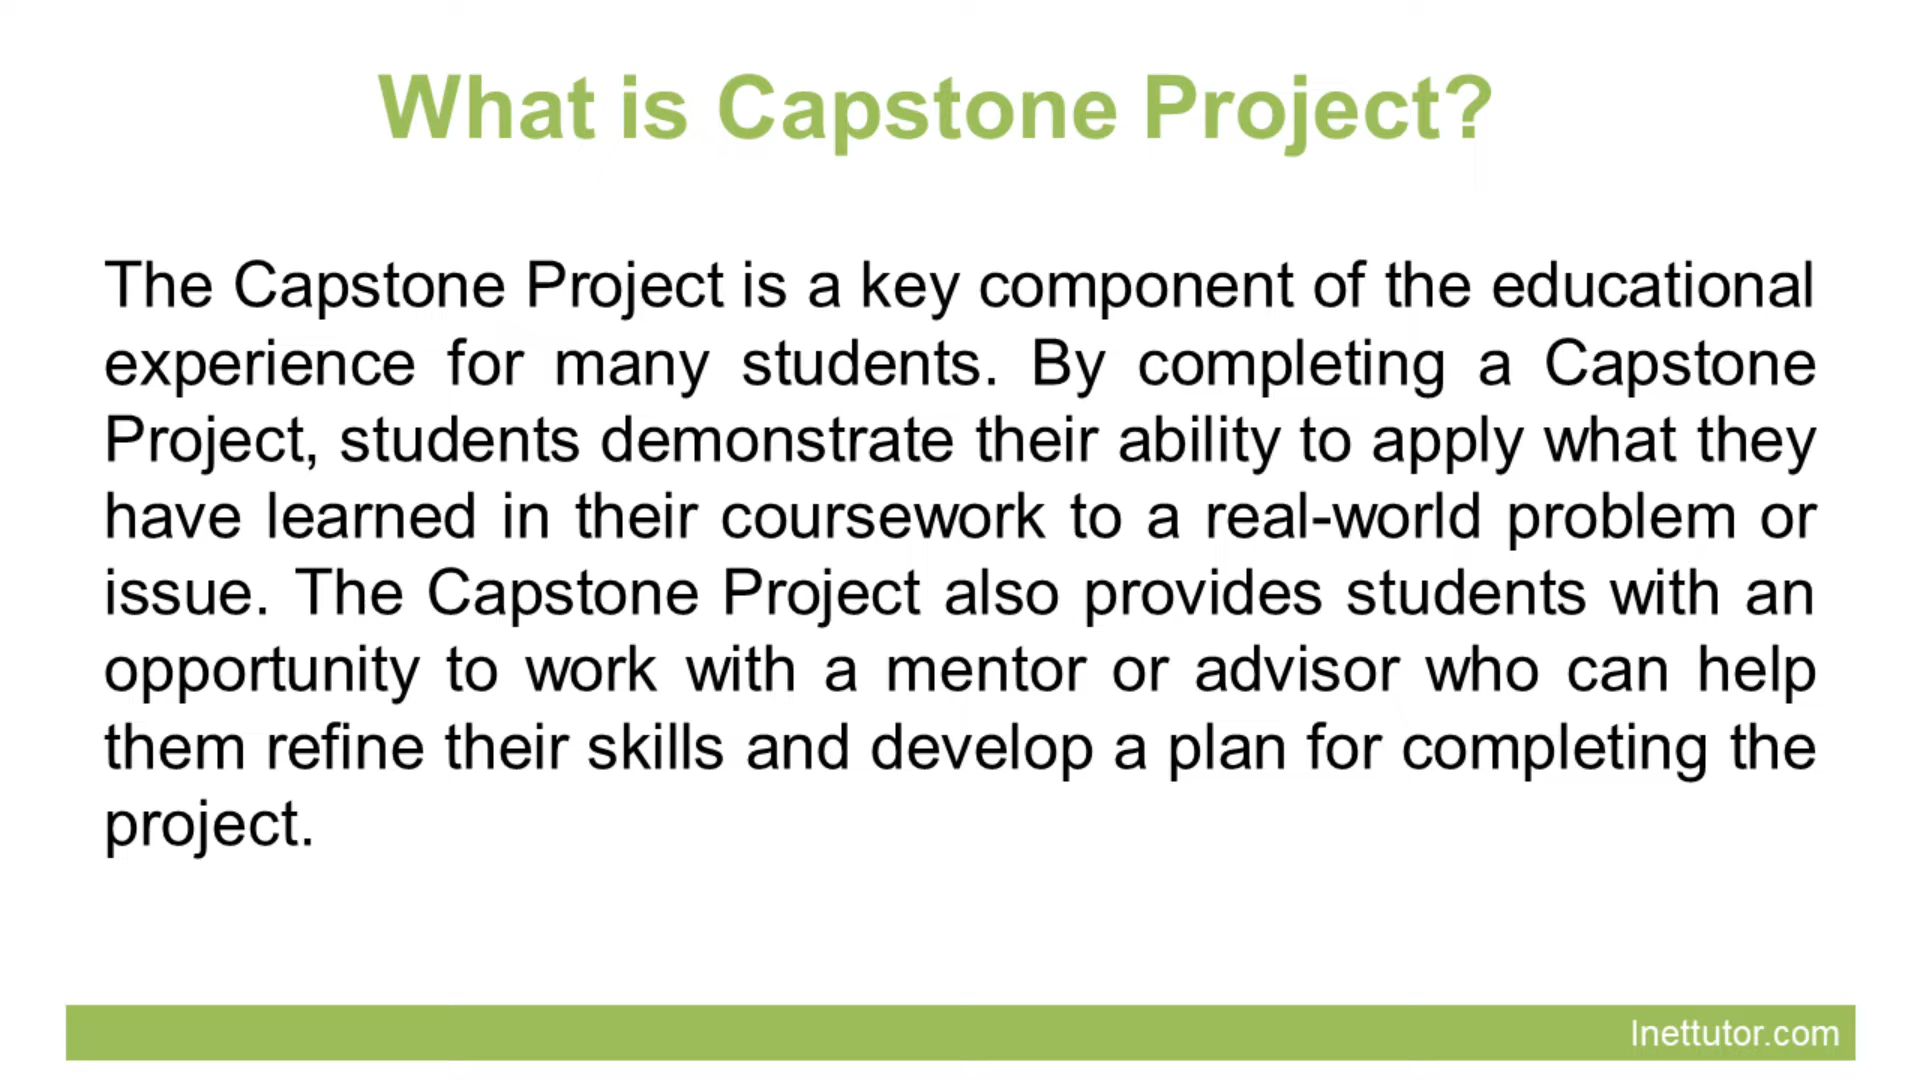 What is Capstone Project?
The Capstone Project is a key component of the educational
experience for many students. By completing a Capstone
Project, students demonstrate their ability to apply what they
have learned in their coursework to a real-world problem or
issue. The Capstone Project also provides students with an
opportunity to work with a mentor or advisor who can help
them refine their skills and develop a plan for completing the
project.
Inettutor.com